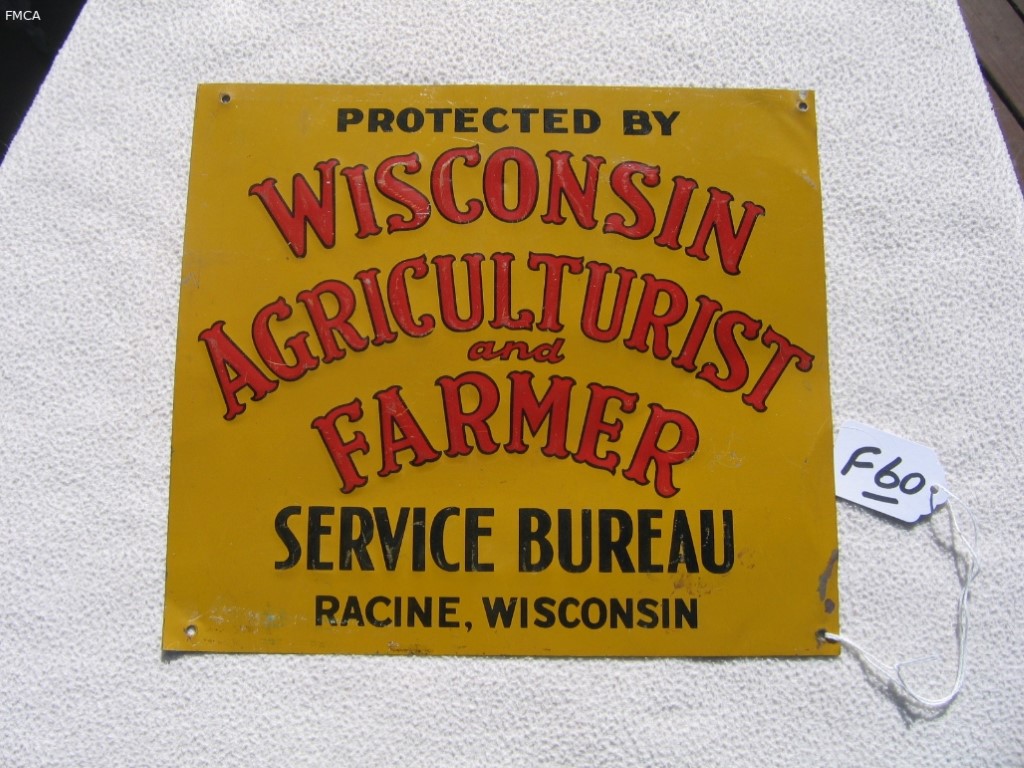 FMCA
PROTECTED BY
WISCONSIN
AGRICULTURIST
and
FARMER
SERVICE BUREAU
RACINE, WISCONSIN
F60